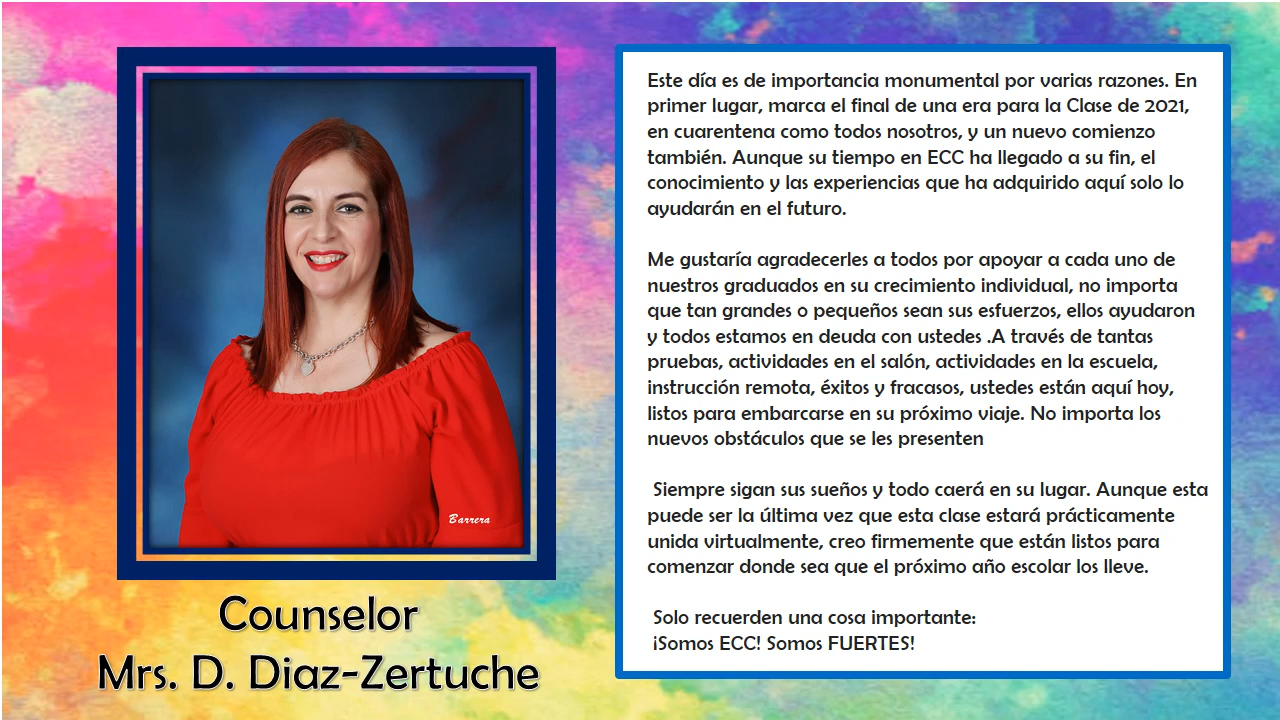 Este día es de importancia monumental por varias razones. En
primer lugar, marca el final de una era para la Clase de 2021,
en cuarentena como todos nosotros, y un nuevo comienzo
también. Aunque su tiempo en ECC ha llegado a su fin, el
conocimiento y las experiencias que ha adquirido aquí solo lo
ayudarán en el futuro.
Me gustaría agradecerles a todos por apoyar a cada uno de
nuestros graduados en su crecimiento individual, no importa
que tan grandes o pequeños sean sus esfuerzos, ellos ayudaron
y todos estamos en deuda con ustedes .A través de tantas
pruebas, actividades en el salón, actividades en la escuela,
instrucción remota, éxitos y fracasos, ustedes están aquí hoy,
listos para embarcarse en su próximo viaje. No importa los
nuevos obstáculos que se les presenten
Siempre sigan sus sueños y todo caerá en su lugar. Aunque esta
puede ser la última vez que esta clase estará prácticamente
unida virtualmente, creo firmemente que están listos para
comenzar donde sea que el próximo año escolar los lleve.
Solo recuerden una cosa importante:
¡Somos ECC! Somos FUERTES!
Barrera
Counselor
Mrs. D. Diaz-Zertuche